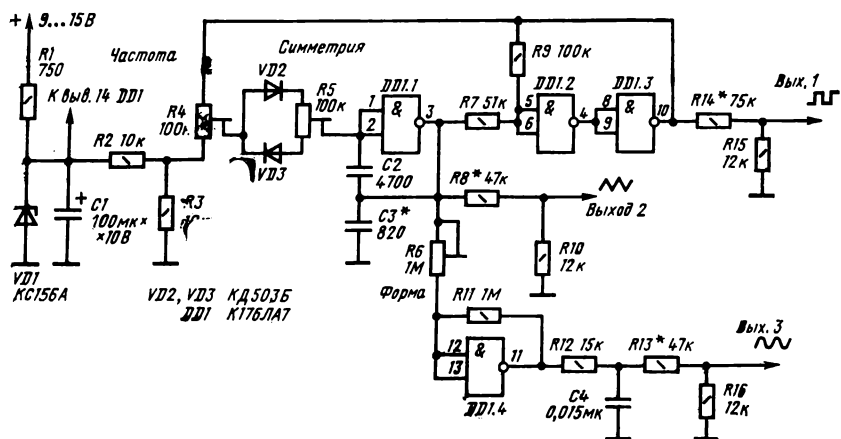 + 9...15В
R1
750
Частота
К выв. 14 DD1
R2 10к
R4
100к
C1
100мк×
×10В
R3
VD1
КС156А
VD2, VD3 КД503Б
DD1 К176ЛА7
Симметрия
VD2
VD3
R5
100к
DD1.1
1
2
&
3
C2
4700
C3*
820
R6
1М
Форма
R7 51к
R8* 47к
R9 100к
DD1.2
5
6
&
4
DD1.3
8
9
&
10
R14* 75к
Вых. 1
R15
12к
Выход 2
R10
12к
R11 1М
12
13
&
11
DD1.4
R12 15к
C4
0,015мк
R13* 47к
Вых. 3
R16
12к